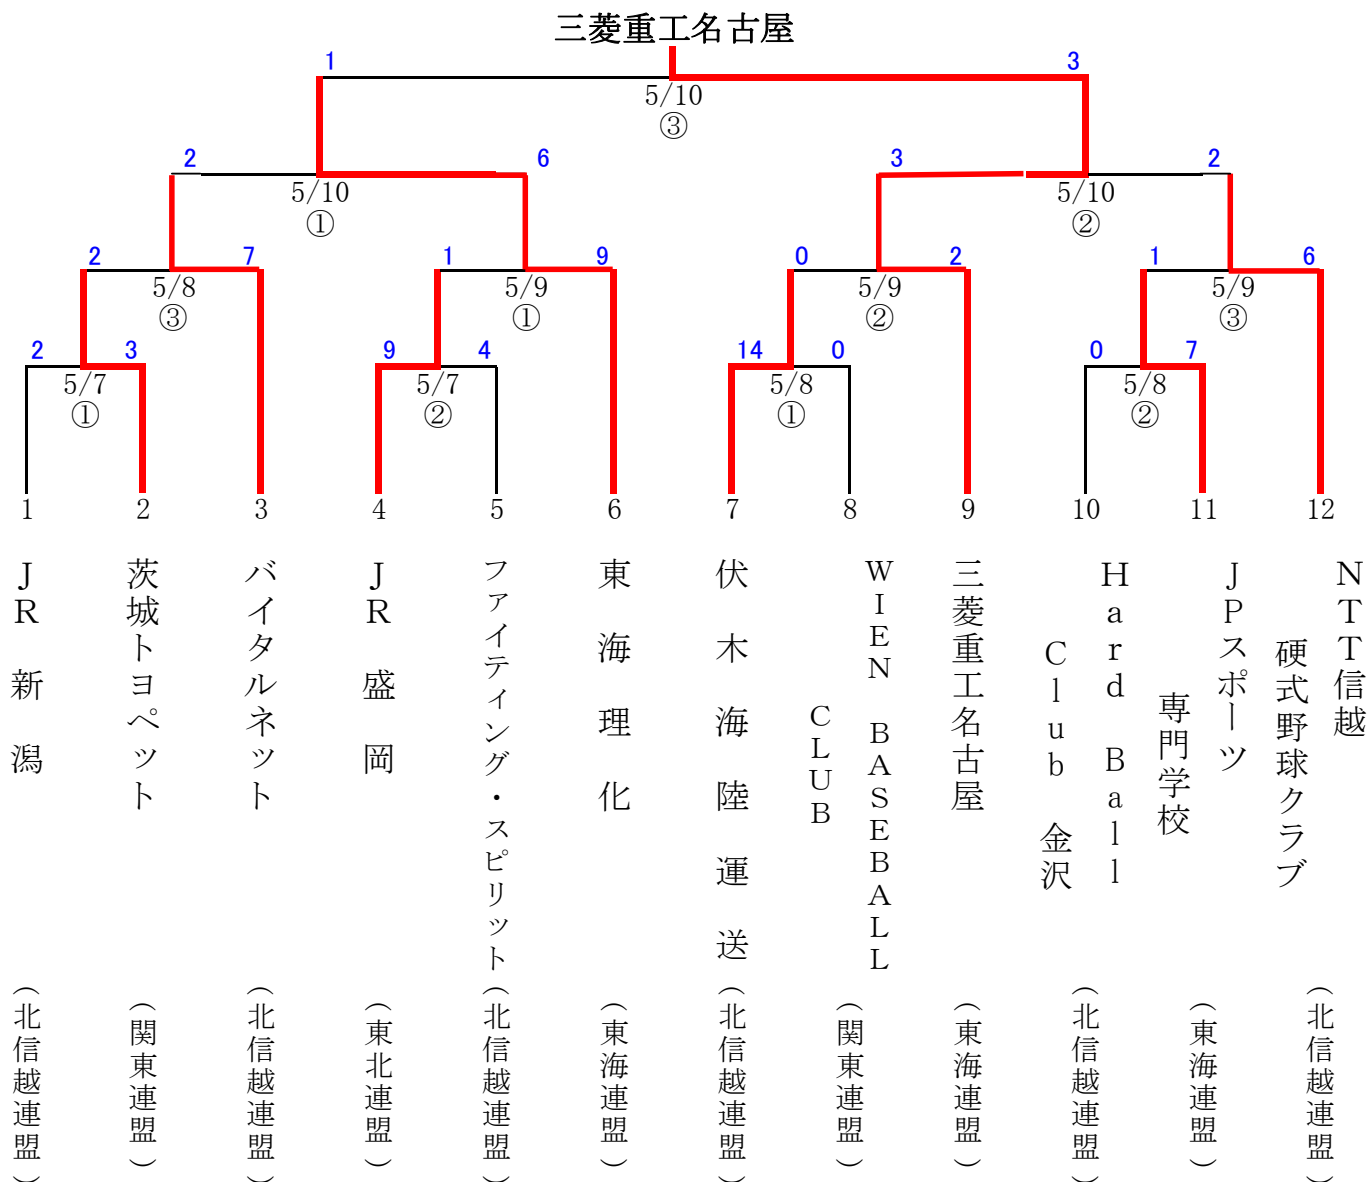 三菱重工名古屋
1 3
5/10
③
2 6 3 2
5/10 5/10
① ②
2 7 1 9 0 2 1 6
5/8 5/9 5/9 5/9
③ ① ② ③
2 3 9 4 14 0 0 7
5/7 5/7 5/8 5/8
① ② ① ②
1 2 3 4 5 6 7 8 9 10 11 12
JR 新潟
茨城トヨペット
バイタルネット
JR 盛岡
ファイティング・スピリット
東海理化
伏木海陸運送
WIEN BASEBALL
CLUB
三菱重工名古屋
Hard Ball
Club 金沢
JPスポーツ
専門学校
NTT信越
硬式野球クラブ
(北信越連盟)
(関東連盟)
(北信越連盟)
(東北連盟)
(北信越連盟)
(東海連盟)
(北信越連盟)
(関東連盟)
(東海連盟)
(北信越連盟)
(東海連盟)
(北信越連盟)